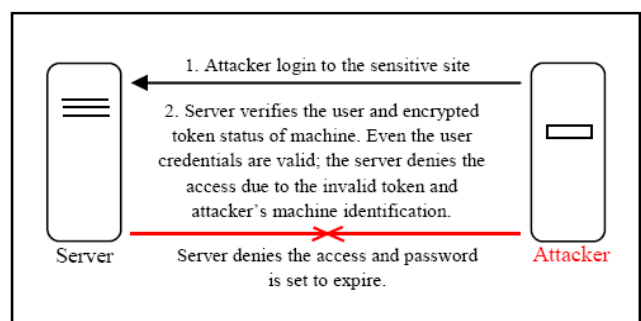 1. Attacker login to the sensitive site
2. Server verifies the user and encrypted
token status of machine. Even the user
credentials are valid; the server denies the
access due to the invalid token and
attacker's machine identification.
Server
Server denies the access and password
is set to expire.
Attacker